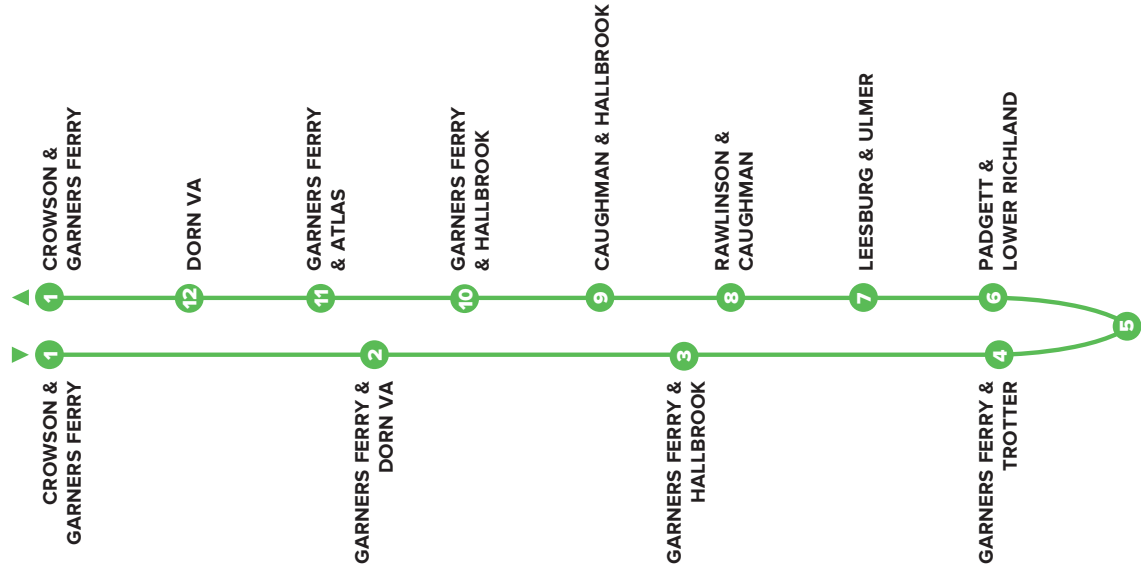 1
CROWSON &
GARNERS FERRY
2
GARNERS FERRY &
DORN VA
3
GARNERS FERRY &
HALLBROOK
4
GARNERS FERRY &
TROTTER
5
6
PADGETT &
LOWER RICHLAND
7
LEESBURG & ULMER
8
RAWLINSON &
CAUGHMAN
9
CAUGHMAN & HALLBROOK
10
GARNERS FERRY
& HALLBROOK
11
GARNERS FERRY
& ATLAS
12
DORN VA
1
CROWSON &
GARNERS FERRY